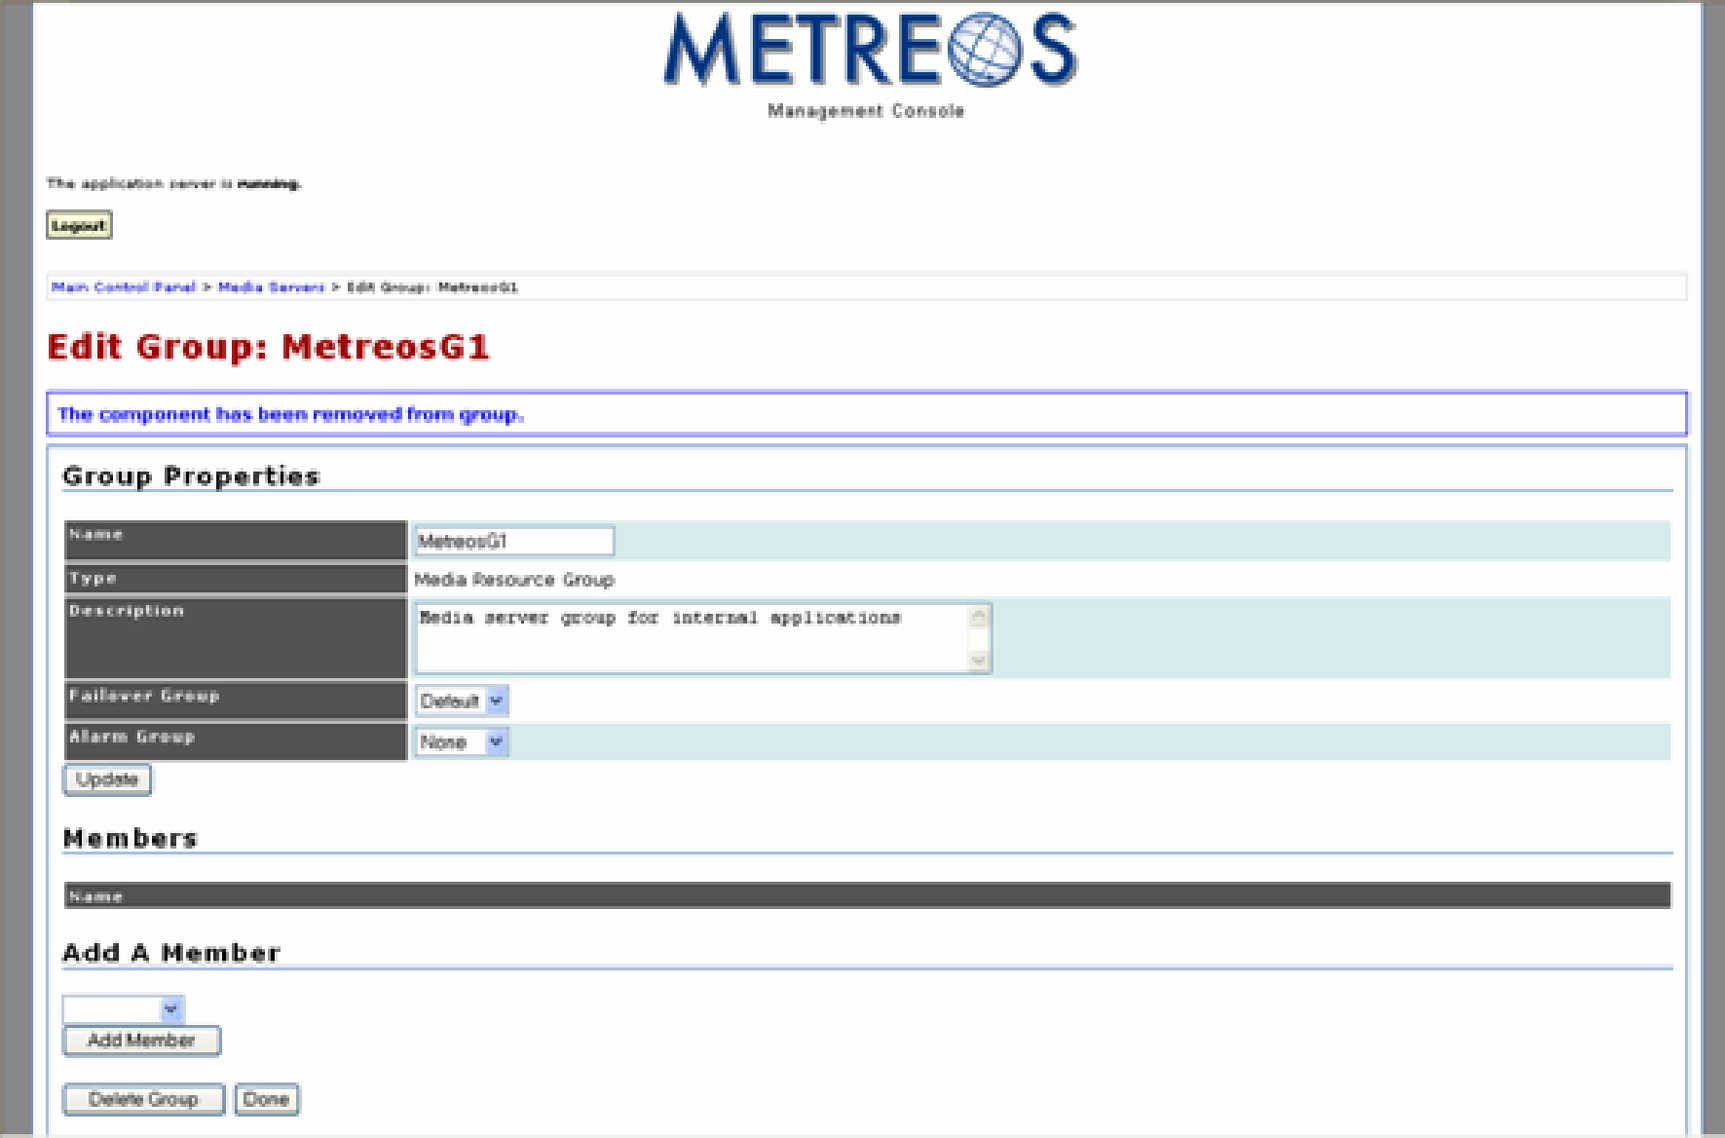 METREOS
Management Console
The application server is running.
Logout
Main Control Panel > Media Servers > Edit Group: MetreosG1
Edit Group: MetreosG1
The component has been removed from group.
Group Properties
Name MetreosG1
Type Media Resource Group
Description Media server group for internal applications
Failover Group Default
Alarm Group None
Update
Members
Name
Add A Member
Add Member
Delete Group Done